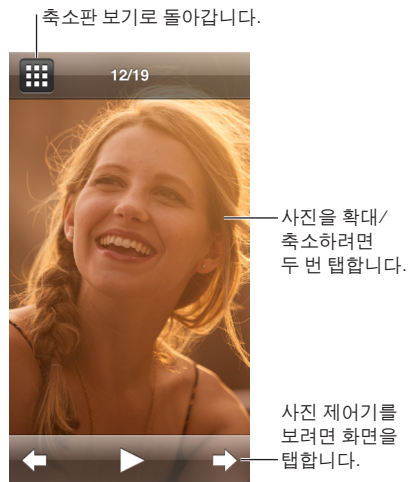 축소판 보기로 돌아갑니다.
12/19
사진을 확대/
축소하려면
두 번 탭합니다.
사진 제어기를
보려면 화면을
탭합니다.